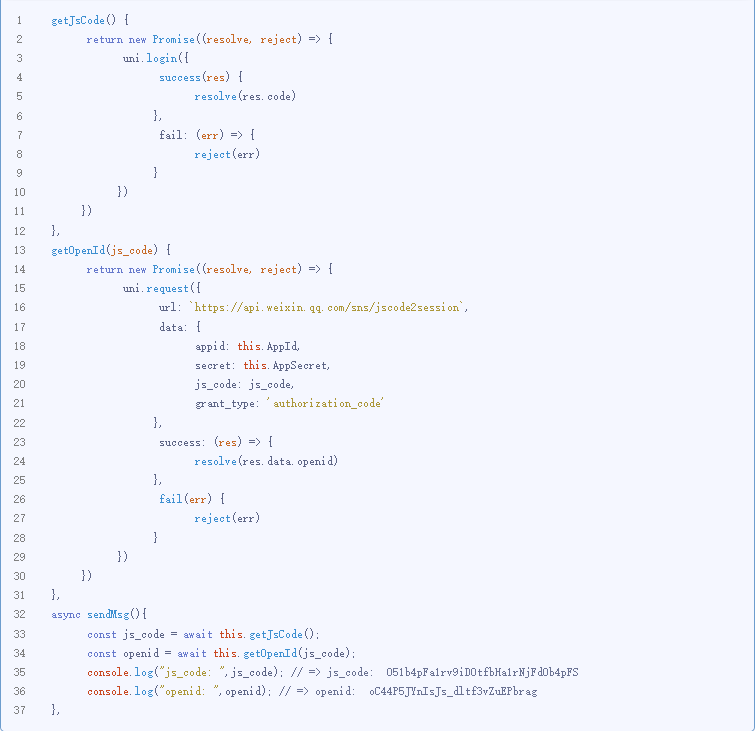 1 getJsCode() {
2 return new Promise((resolve, reject) => {
3 uni.login({
4 success(res) {
5 resolve(res.code)
6 },
7 fail: (err) => {
8 reject(err)
9 }
10 })
11 })
12 },
13 getOpenId(js_code) {
14 return new Promise((resolve, reject) => {
15 uni.request({
16 url: `https://api.weixin.qq.com/sns/jscode2session`,
17 data: {
18 appid: this.AppId,
19 secret: this.AppSecret,
20 js_code: js_code,
21 grant_type: 'authorization_code'
22 },
23 success: (res) => {
24 resolve(res.data.openid)
25 },
26 fail(err) {
27 reject(err)
28 }
29 })
30 })
31 },
32 async sendMsg(){
33 const js_code = await this.getJsCode();
34 const openid = await this.getOpenId(js_code);
35 console.log("js_code: ",js_code); // => js_code: 051b4pFa1rv9iD0tfbHa1rNjFd0b4pFS
36 console.log("openid: ",openid); // => openid: oC44P5JYnIsJs_dltf3vZuEPbrag
37 },